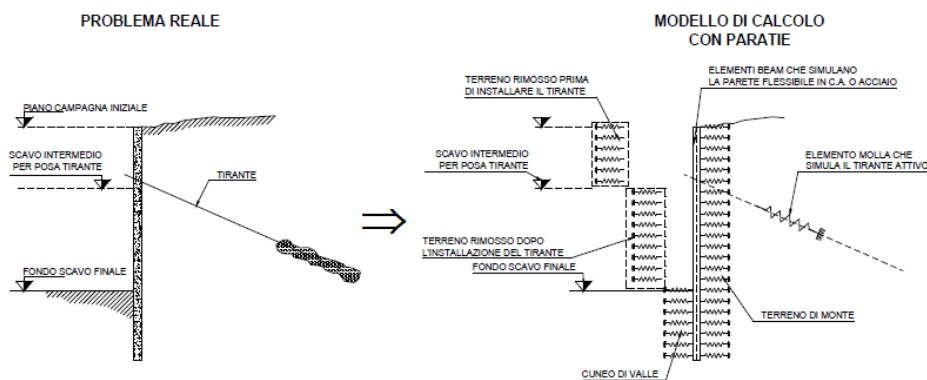 PROBLEMA REALE
PIANO CAMPAGNA INIZIALE
SCAVO INTERMEDIO
PER POSA TIRANTE
TIRANTE
FONDO SCAVO FINALE
MODELLO DI CALCOLO
CON PARATIE
TERRENO RIMOSSO PRIMA
DI INSTALLARE IL TIRANTE
ELEMENTI BEAM CHE SIMULANO
LA PARETE FLESSIBILE IN C.A. O ACCIAIO
SCAVO INTERMEDIO
PER POSA TIRANTE
ELEMENTO MOLLA CHE
SIMULA IL TIRANTE ATTIVO
TERRENO RIMOSSO DOPO
L'INSTALLAZIONE DEL TIRANTE
FONDO SCAVO FINALE
TERRENO DI MONTE
CUNEO DI VALLE